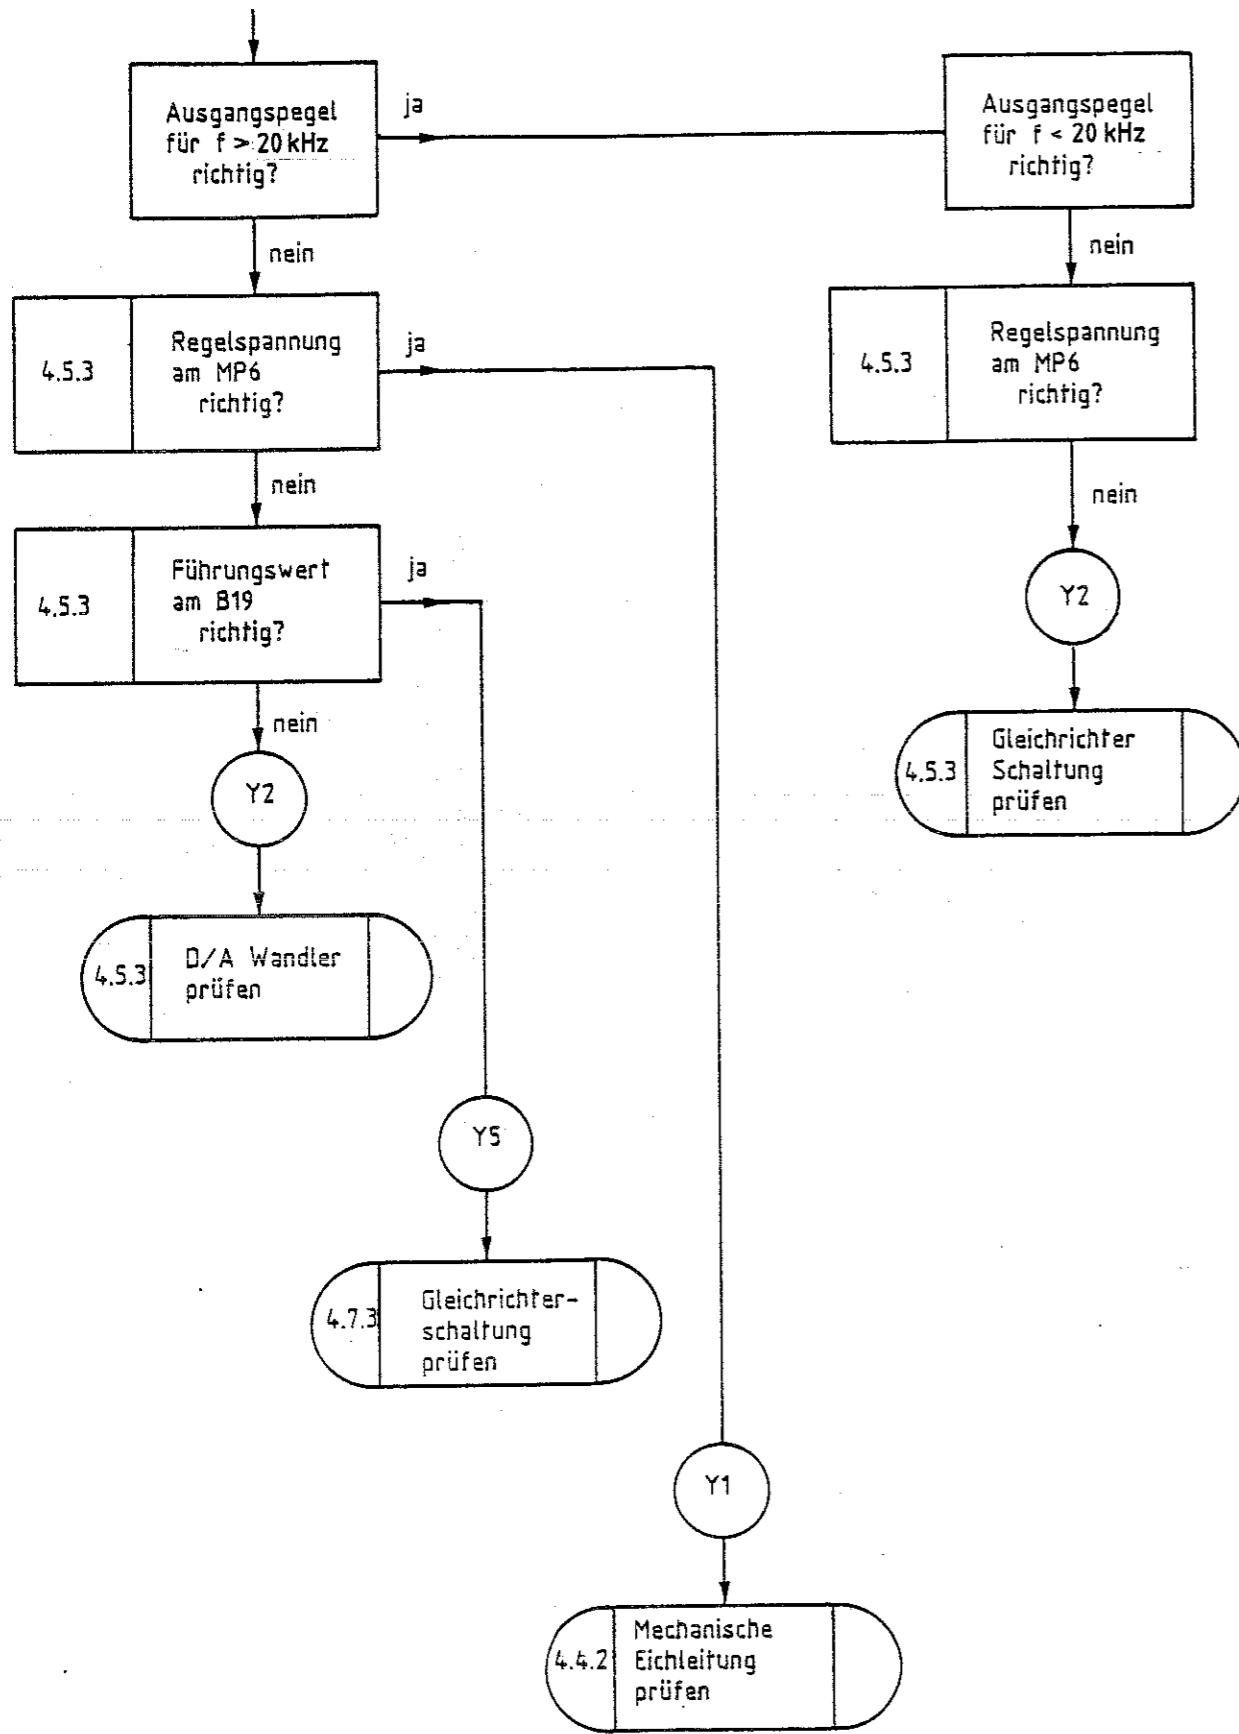 Ausgangspegel
für f > 20 kHz
richtig?
ja
Ausgangspegel
für f < 20 kHz
richtig?
nein
nein
4.5.3
Regelspannung
am MP6
richtig?
ja
4.5.3
Regelspannung
am MP6
richtig?
nein
nein
4.5.3
Führungswert
am B19
richtig?
ja
Y2
nein
4.5.3
Gleichrichter
Schaltung
prüfen
Y2
4.5.3
D/A Wandler
prüfen
Y5
4.7.3
Gleichrichter-
schaltung
prüfen
Y1
4.4.2
Mechanische
Eichleitung
prüfen